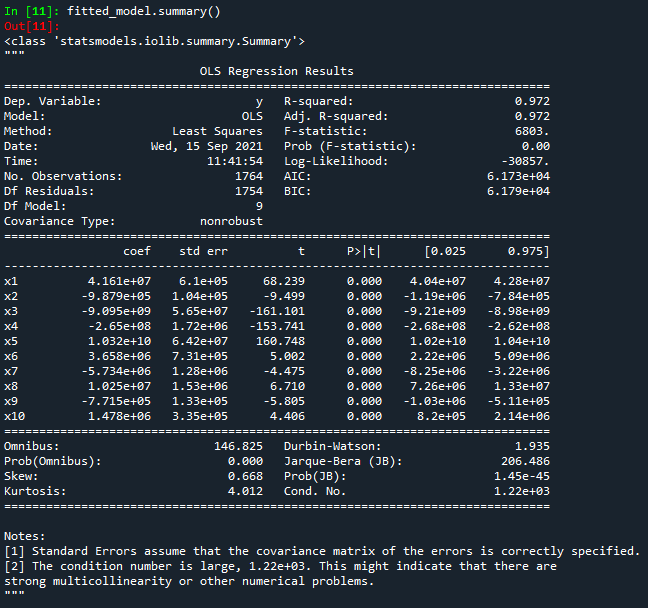 In [11]: fitted_model.summary()
Out[11]:
<class 'statsmodels.iolib.summary.Summary'>
"""
                            OLS Regression Results
==============================================================================
Dep. Variable:                      y   R-squared:                       0.972
Model:                            OLS   Adj. R-squared:                  0.972
Method:                 Least Squares   F-statistic:                     6803.
Date:                Wed, 15 Sep 2021   Prob (F-statistic):               0.00
Time:                        11:41:54   Log-Likelihood:                -30857.
No. Observations:                1764   AIC:                         6.173e+04
Df Residuals:                    1754   BIC:                         6.179e+04
Df Model:                           9
Covariance Type:            nonrobust
==============================================================================
                 coef    std err          t      P>|t|      [0.025      0.975]
------------------------------------------------------------------------------
x1          4.161e+07    6.1e+05     68.239      0.000    4.04e+07    4.28e+07
x2         -9.879e+05   1.04e+05     -9.499      0.000   -1.19e+06   -7.84e+05
x3         -9.095e+09   5.65e+07   -161.101      0.000   -9.21e+09   -8.98e+09
x4          -2.65e+08   1.72e+06   -153.741      0.000   -2.68e+08   -2.62e+08
x5          1.032e+10   6.42e+07    160.748      0.000    1.02e+10    1.04e+10
x6          3.658e+06   7.31e+05      5.002      0.000    2.22e+06    5.09e+06
x7         -5.734e+06   1.28e+06     -4.475      0.000   -8.25e+06   -3.22e+06
x8          1.025e+07   1.53e+06      6.710      0.000    7.26e+06    1.33e+07
x9         -7.715e+05   1.33e+05     -5.805      0.000   -1.03e+06   -5.11e+05
x10         1.478e+06   3.35e+05      4.406      0.000     8.2e+05    2.14e+06
==============================================================================
Omnibus:                      146.825   Durbin-Watson:                   1.935
Prob(Omnibus):                  0.000   Jarque-Bera (JB):              206.486
Skew:                           0.668   Prob(JB):                     1.45e-45
Kurtosis:                       4.012   Cond. No.                     1.22e+03
==============================================================================
Notes:
[1] Standard Errors assume that the covariance matrix of the errors is correctly specified.
[2] The condition number is large, 1.22e+03. This might indicate that there are
strong multicollinearity or other numerical problems.
"""